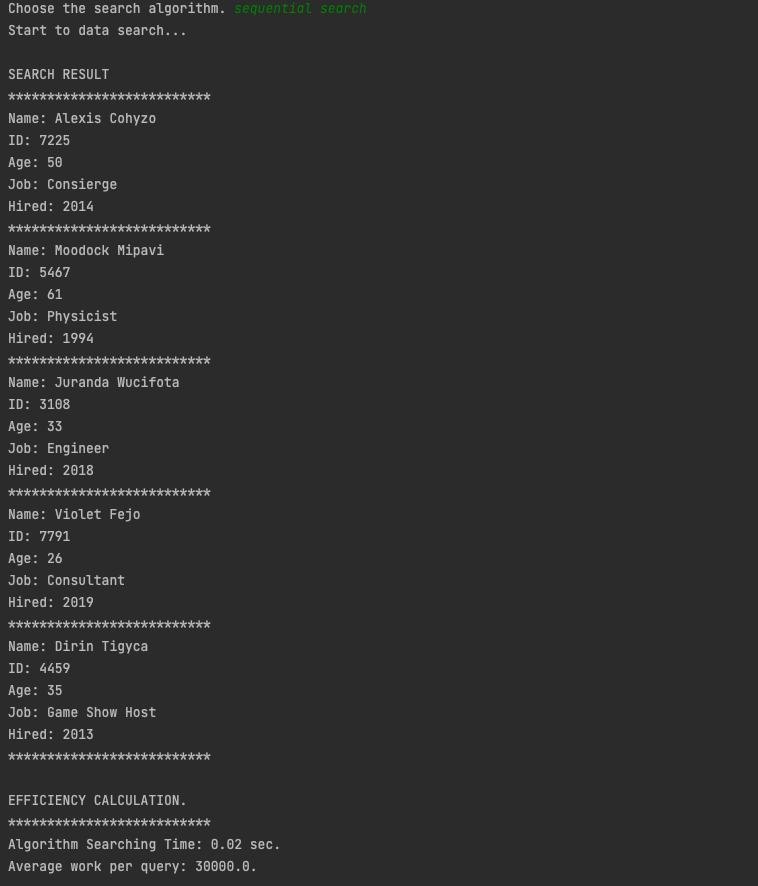 Choose the search algorithm. sequential search
Start to data search...
SEARCH RESULT
**************************
Name: Alexis Cohyzo
ID: 7225
Age: 50
Job: Consierge
Hired: 2014
**************************
Name: Moodock Mipavi
ID: 5467
Age: 61
Job: Physicist
Hired: 1994
**************************
Name: Juranda Wucifota
ID: 3108
Age: 33
Job: Engineer
Hired: 2018
**************************
Name: Violet Fejo
ID: 7791
Age: 26
Job: Consultant
Hired: 2019
**************************
Name: Dirin Tigyca
ID: 4459
Age: 35
Job: Game Show Host
Hired: 2013
**************************
EFFICIENCY CALCULATION.
**************************
Algorithm Searching Time: 0.02 sec.
Average work per query: 30000.0.